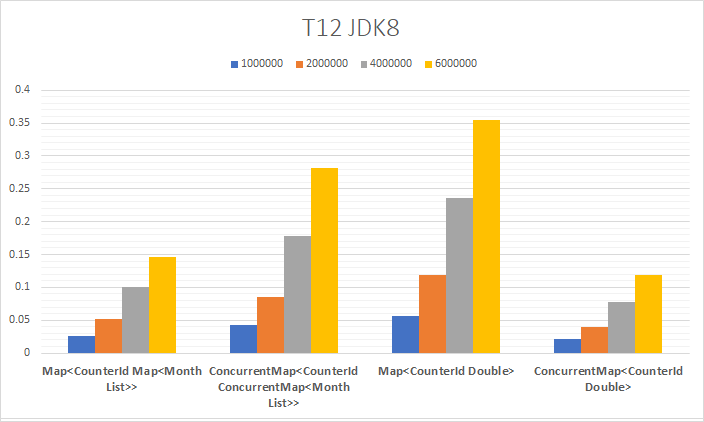 T12 JDK8
1000000 2000000 4000000 6000000
0.4
0.35
0.3
0.25
0.2
0.15
0.1
0.05
0
Map<CounterId Map<Month
List>>
ConcurrentMap<CounterId
ConcurrentMap<Month
List>>
Map<CounterId Double>
ConcurrentMap<CounterId
Double>